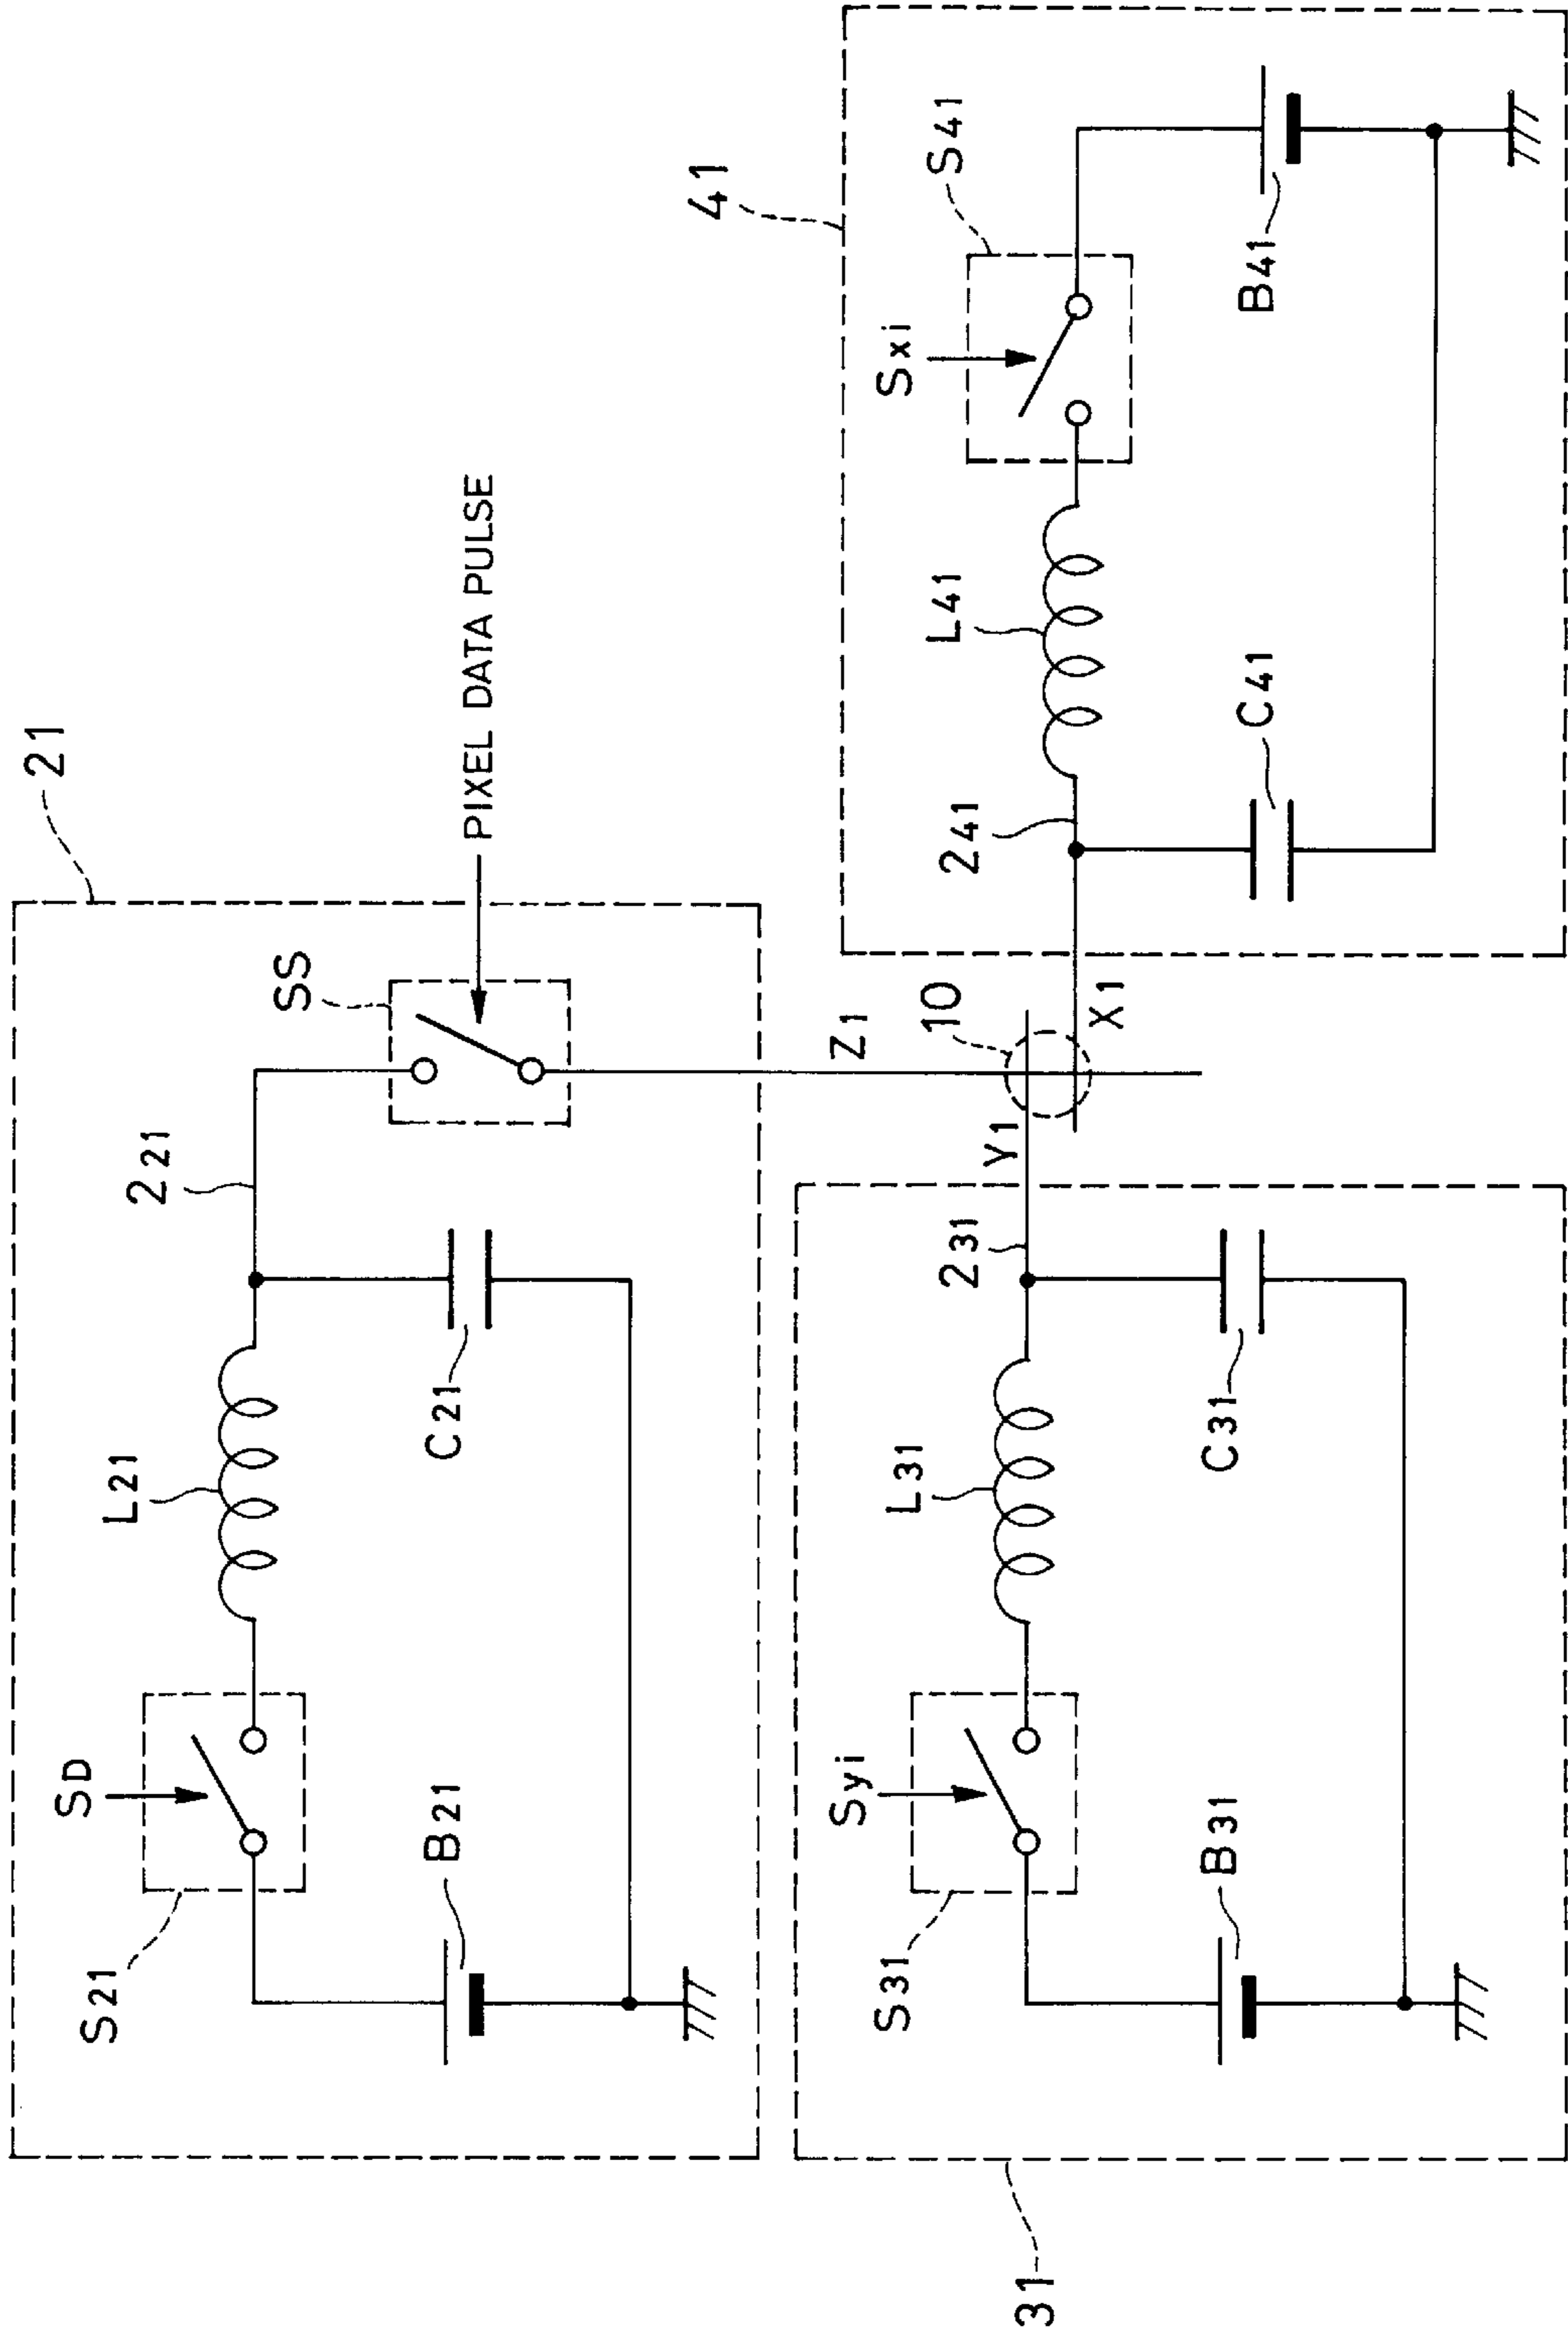 21
SD
S21
L21
221
SS
PIXEL DATA PULSE
B21
C21
Z1
41
Sxi
S41
L41
241
10
X1
Y1
C41
B41
Syi
S31
L31
231
B31
C31
31